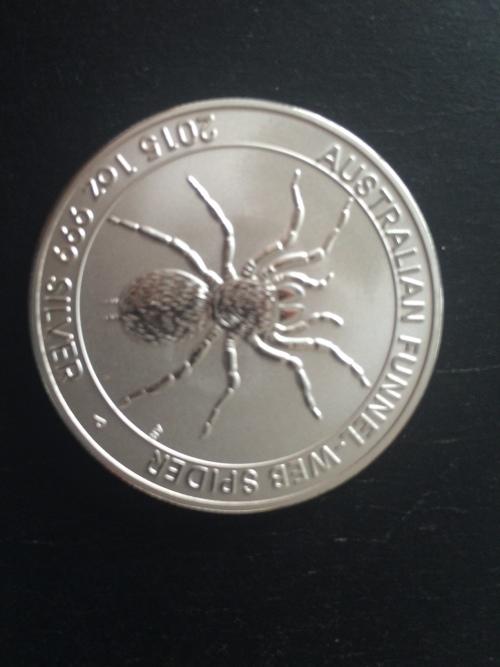 AUSTRALIAN FUNNEL-WEB SPIDER
2015 1oz 999 SILVER
P